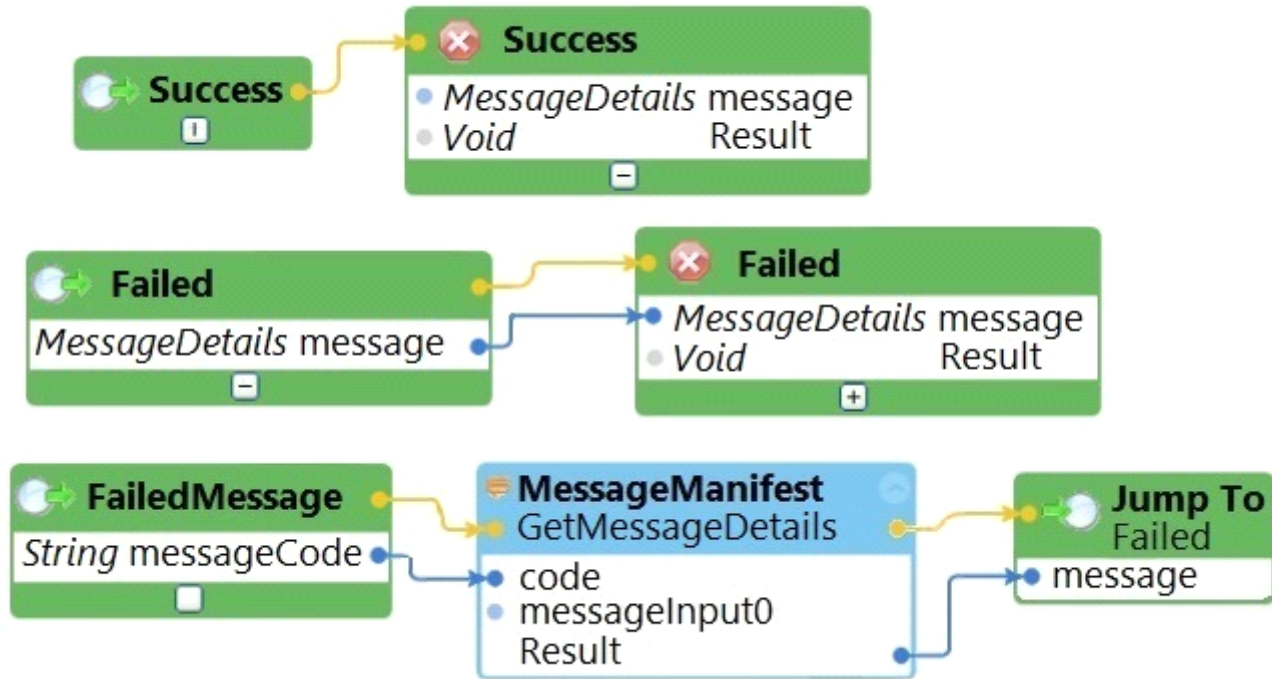 Success
Success
MessageDetails message
Void Result
Failed
MessageDetails message
Failed
MessageDetails message
Void Result
FailedMessage
String messageCode
MessageManifest
GetMessageDetails
code
messageInput0
Result
Jump To
Failed
message